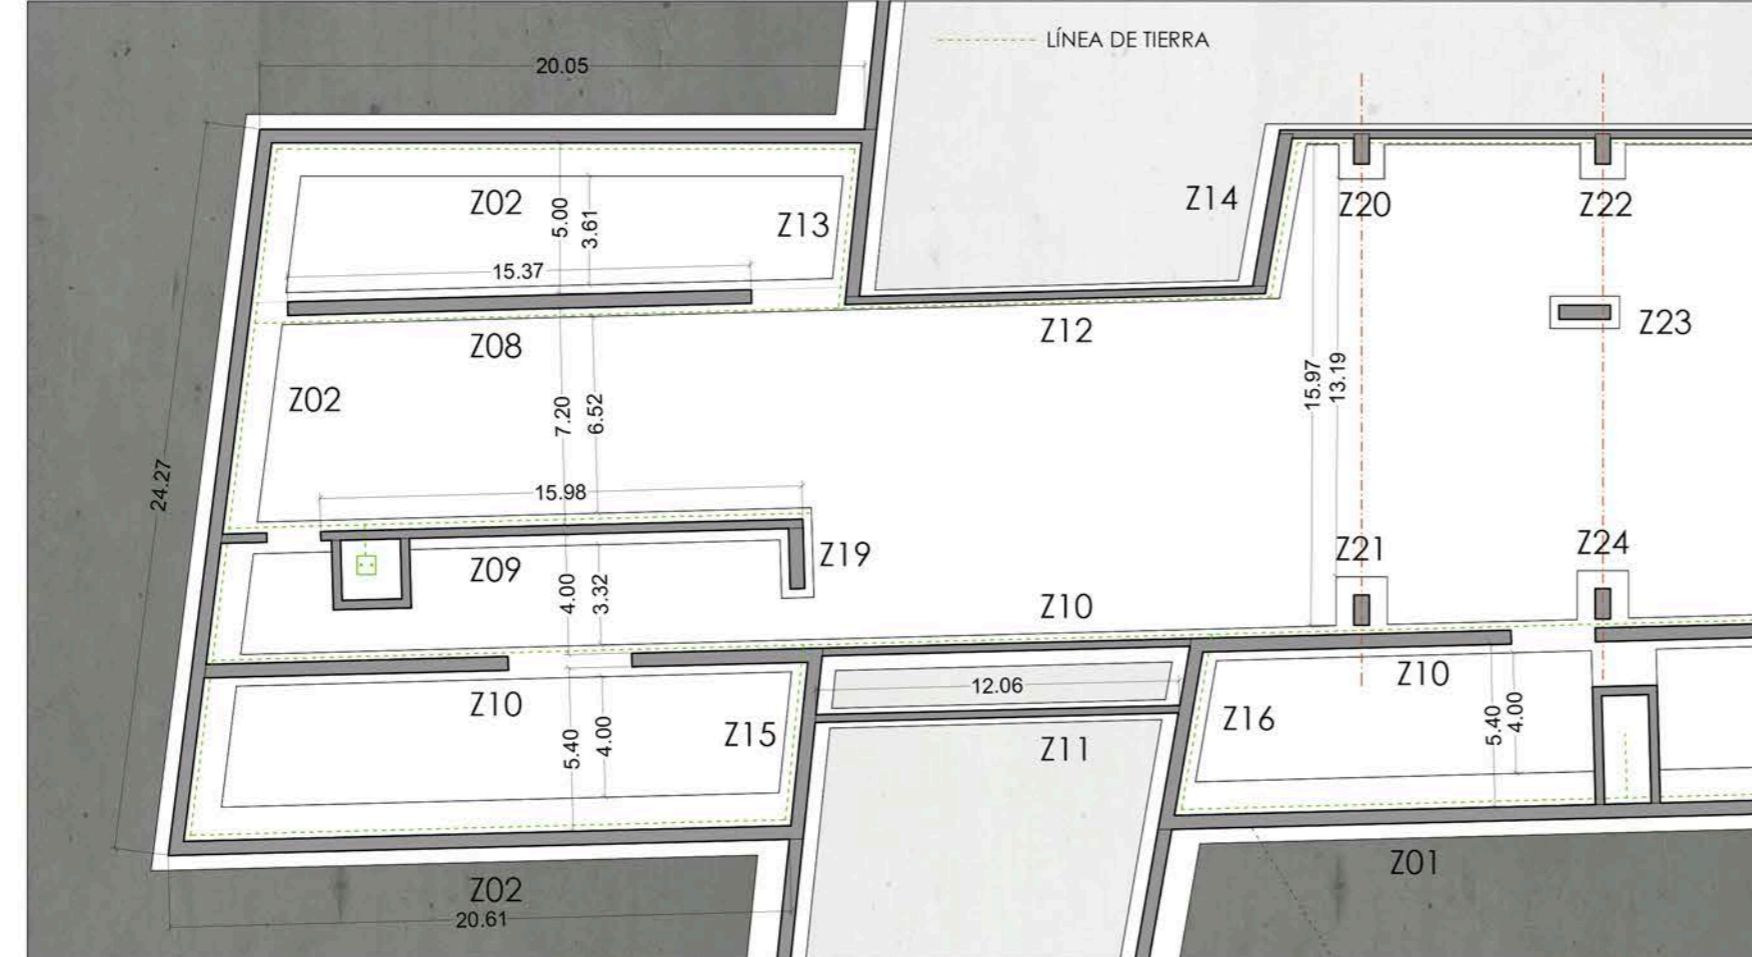 LÍNEA DE TIERRA
20.05
Z02
5.00
3.61
Z13
Z14
Z20
Z22
15.37
Z08
Z12
Z23
Z02
7.20
6.52
15.97
13.19
24.27
15.98
Z09
4.00
3.32
Z19
Z10
Z21
Z24
Z10
5.40
4.00
Z15
12.06
Z11
Z16
Z10
5.40
4.00
Z02
20.61
Z01